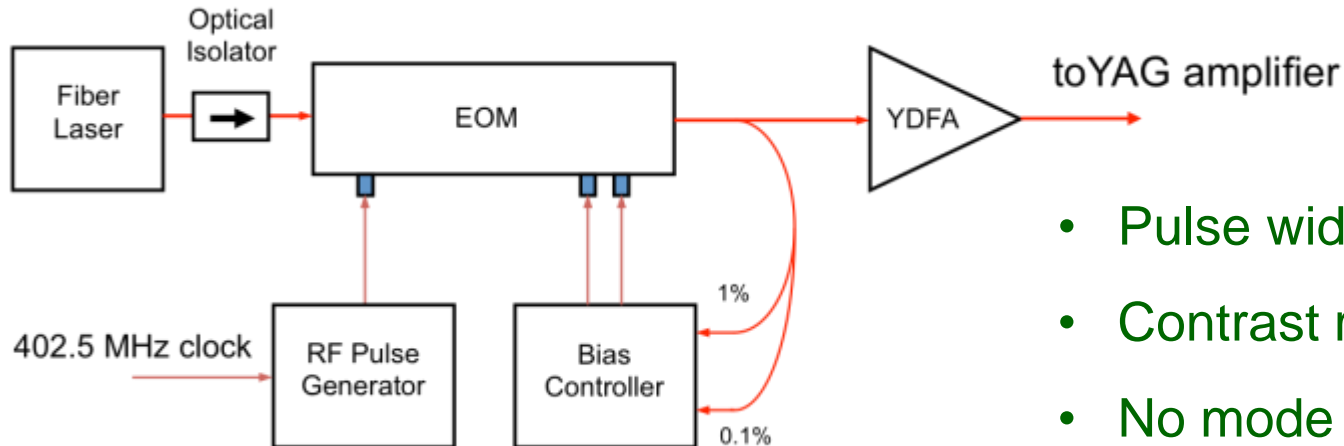 Optical
Isolator
Fiber
Laser
EOM
YDFA
toYAG amplifier
1%
402.5 MHz clock
RF Pulse
Generator
Bias
Controller
0.1%
• Pulse
• Contrast
• No mode